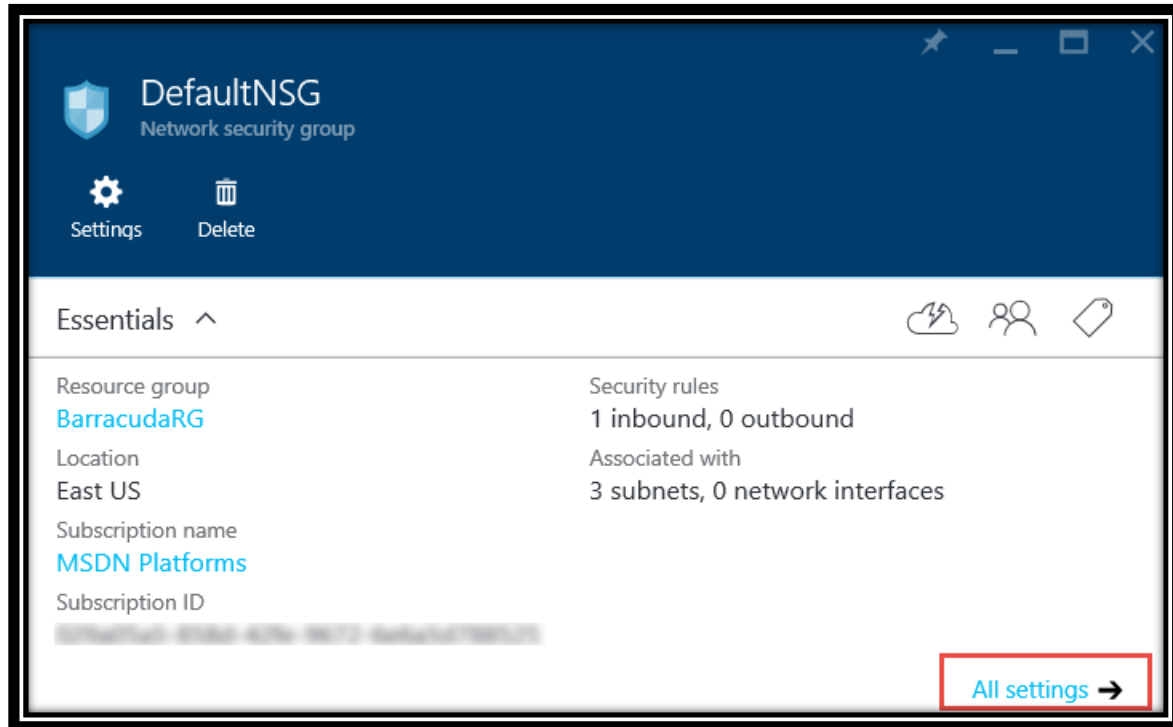 DefaultNSG
Network security group
Settings
Delete
Essentials
Resource group
BarracudaRG
Location
East US
Subscription name
MSDN Platforms
Subscription ID
Security rules
1 inbound, 0 outbound
Associated with
3 subnets, 0 network interfaces
All settings